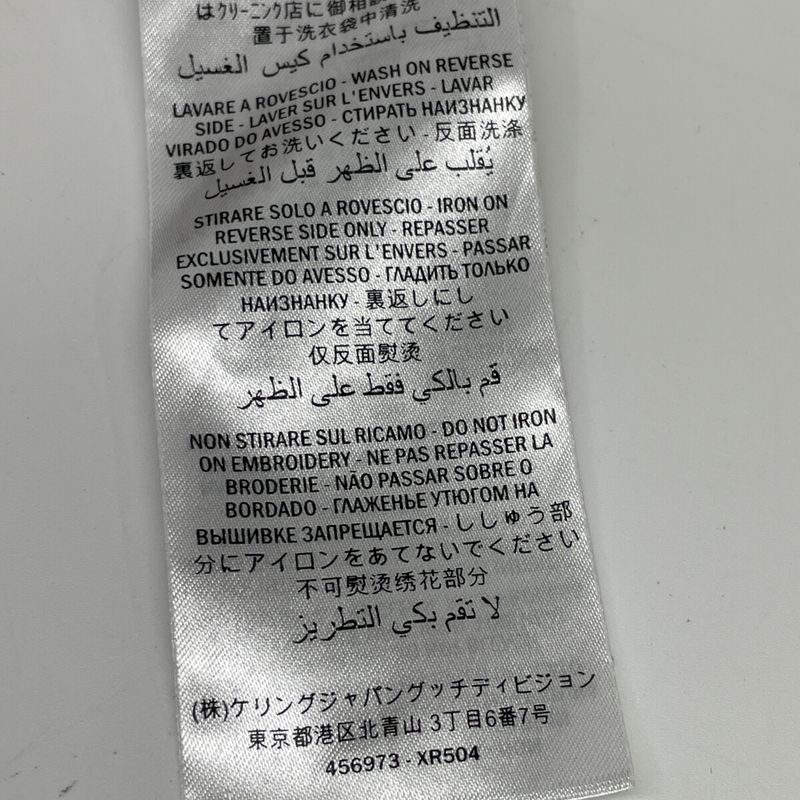 はクリーニング店に御相談
置于洗衣袋中清洗
التنظيف باستخدام كيس الغسيل
LAVARE A ROVESCIO - WASH ON REVERSE
SIDE - LAVER SUR L'ENVERS - LAVAR
VIRADO DO AVESSO - СТИРАТЬ НАИЗНАНКУ
裏返してお洗いください - 反面洗涤
يُقلب على الظهر قبل الغسيل
STIRARE SOLO A ROVESCIO - IRON ON
REVERSE SIDE ONLY - REPASSER
EXCLUSIVEMENT SUR L'ENVERS - PASSAR
SOMENTE DO AVESSO - ГЛАДИТЬ ТОЛЬКО
НАИЗНАНКУ - 裏返しにし
てアイロンを当ててください
仅反面熨烫
قم بالكي فقط على الظهر
NON STIRARE SUL RICAMO - DO NOT IRON
ON EMBROIDERY - NE PAS REPASSER LA
BRODERIE - NÃO PASSAR SOBRE O
BORDADO - ГЛАЖЕНЬЕ УТЮГОМ НА
ВЫШИВКЕ ЗАПРЕЩАЕТСЯ - ししゅう部
分にアイロンをあてないでください
不可熨烫绣花部分
لا تقم بكي التطريز
(株)ケリングジャパングッチディビジョン
東京都港区北青山 3丁目6番7号
456973 - XR504